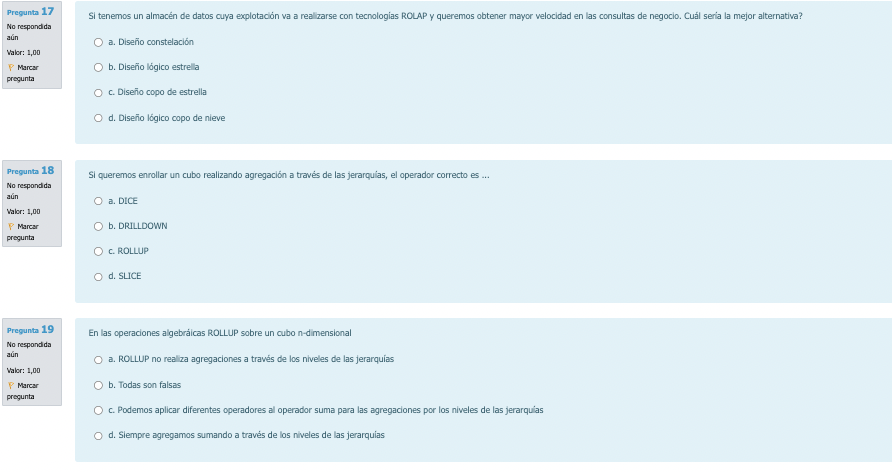 Pregunta 17
No respondida
aún
Valor: 1,00
Marcar
pregunta
Si tenemos un almacén de datos cuya explotación va a realizarse con tecnologías ROLAP y queremos obtener mayor velocidad en las consultas de negocio. Cuál sería la mejor alternativa?
a. Diseño constelación
b. Diseño lógico estrella
c. Diseño copo de estrella
d. Diseño lógico copo de nieve
Pregunta 18
No respondida
aún
Valor: 1,00
Marcar
pregunta
Si queremos enrollar un cubo realizando agregación a través de las jerarquías, el operador correcto es ...
a. DICE
b. DRILLDOWN
c. ROLLUP
d. SLICE
Pregunta 19
No respondida
aún
Valor: 1,00
Marcar
pregunta
En las operaciones algebráicas ROLLUP sobre un cubo n-dimensional
a. ROLLUP no realiza agregaciones a través de los niveles de las jerarquías
b. Todas son falsas
c. Podemos aplicar diferentes operadores al operador suma para las agregaciones por los niveles de las jerarquías
d. Siempre agregamos sumando a través de los niveles de las jerarquías